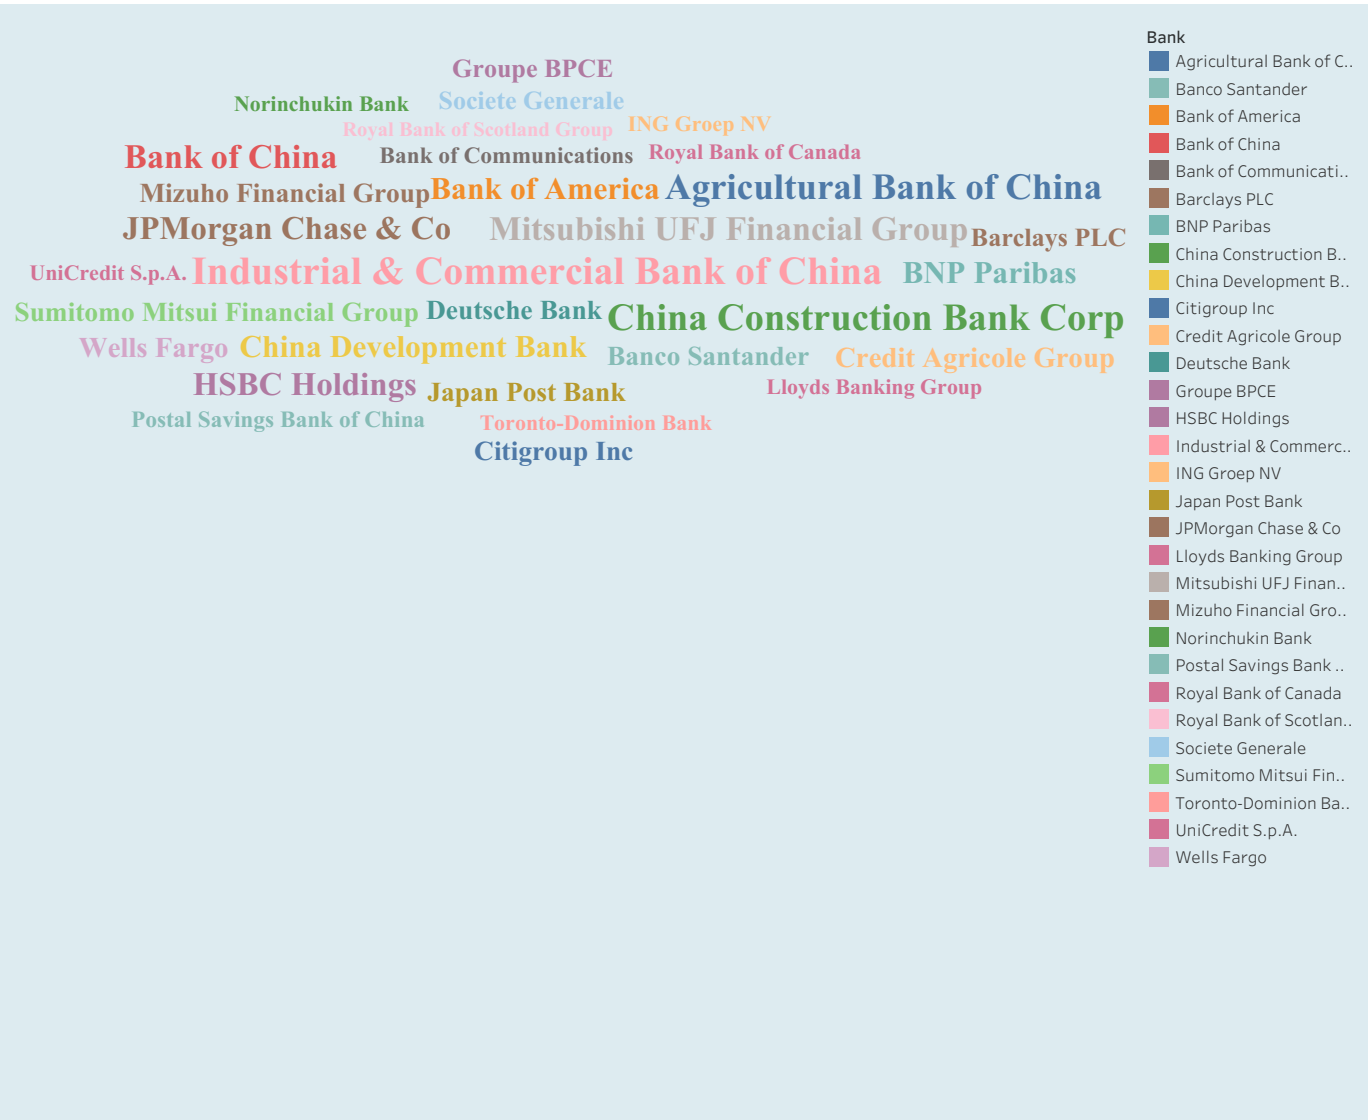 Groupe BPCE
Norinchukin Bank
Societe Generale
Royal Bank of Scotland Group
ING Groep NV
Bank of China
Bank of Communications
Royal Bank of Canada
Mizuho Financial Group
Bank of America
Agricultural Bank of China
JPMorgan Chase & Co
Mitsubishi UFJ Financial Group
Barclays PLC
UniCredit S.p.A.
Industrial & Commercial Bank of China
BNP Paribas
Sumitomo Mitsui Financial Group
Deutsche Bank
China Construction Bank Corp
Wells Fargo
China Development Bank
Banco Santander
Credit Agricole Group
HSBC Holdings
Japan Post Bank
Lloyds Banking Group
Postal Savings Bank of China
Toronto-Dominion Bank
Citigroup Inc
Bank
Agricultural Bank of C..
Banco Santander
Bank of America
Bank of China
Bank of Communicati..
Barclays PLC
BNP Paribas
China Construction B..
China Development B..
Citigroup Inc
Credit Agricole Group
Deutsche Bank
Groupe BPCE
HSBC Holdings
Industrial & Commerc..
ING Groep NV
Japan Post Bank
JPMorgan Chase & Co
Lloyds Banking Group
Mitsubishi UFJ Finan..
Mizuho Financial Gro..
Norinchukin Bank
Postal Savings Bank ..
Royal Bank of Canada
Royal Bank of Scotlan..
Societe Generale
Sumitomo Mitsui Fin..
Toronto-Dominion Ba..
UniCredit S.p.A.
Wells Fargo